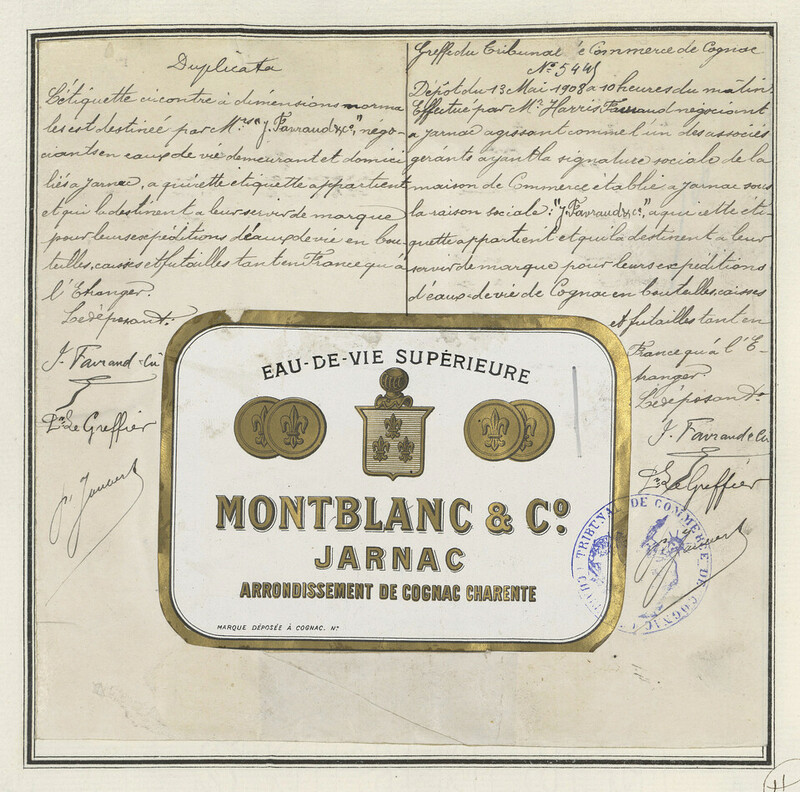 Duplicata
L'étiquette ci contre à dimensions norma
les est destinée par Mrs "J. Favraud & Co," négo-
ciants en eaux de vie demeurant et domici
liés à Jarnac, a qui cette étiquette appartient
et qui la destinent a leur servir de marque
pour leurs expéditions d'eaux de vie en bou
teilles, caisses et futailles tant en France qu'à
l'Etranger.
Le déposant.
J. Favraud & Cie
Le Greffier
Greffe du Tribunal de Commerce de Cognac
No 544
Dépôt du 13 Mai 1908 a 10 heures du matin
Effectué par Mr. Harris Favraud négociant
a Jarnac agissant comme l'un des associés
gérants ayant la signature sociale de la
maison de Commerce établie a Jarnac sous
la raison sociale: "J. Favraud & Co", a qui cette éti-
quette appartient et qui la destinent a leur
servir de marque pour leurs expéditions
d'eaux-de-vie de Cognac en bouteilles, caisses
et futailles tant en
France qu'à l'E-
tranger.
Le déposant.
J. Favraud & Cie
Le Greffier
EAU-DE-VIE SUPÉRIEURE
MONTBLANC & Co.
JARNAC
ARRONDISSEMENT DE COGNAC CHARENTE
MARQUE DÉPOSÉE À COGNAC. No
TRIBUNAL DE COMMERCE DE COGNAC